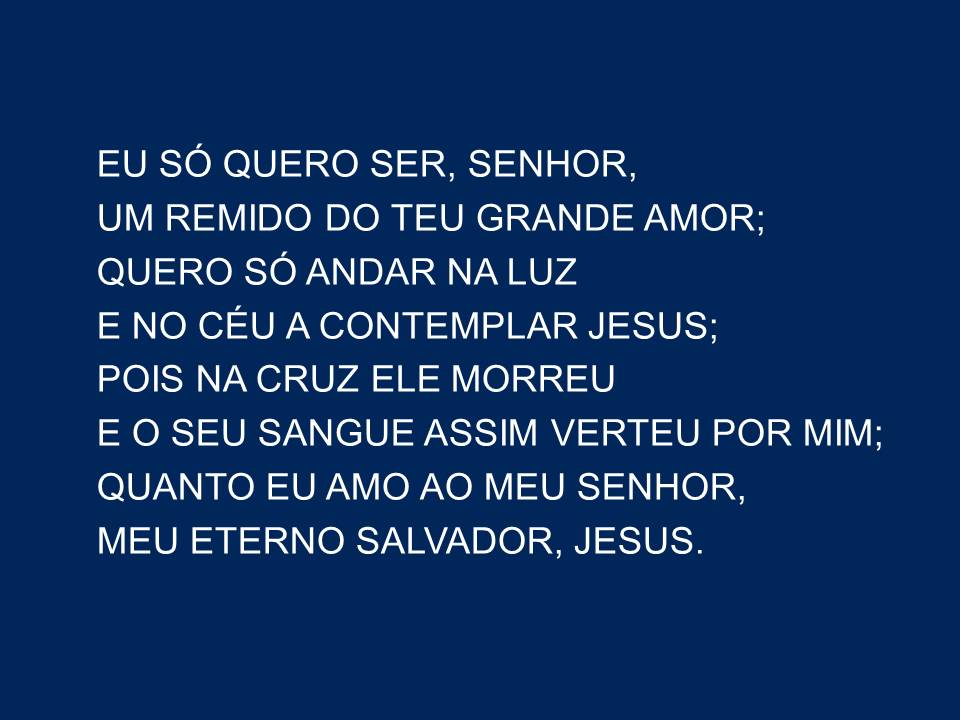 EU SÓ QUERO SER, SENHOR,
UM REMIDO DO TEU GRANDE AMOR;
QUERO SÓ ANDAR NA LUZ
E NO CÉU A CONTEMPLAR JESUS;
POIS NA CRUZ ELE MORREU
E O SEU SANGUE ASSIM VERTEU POR MIM;
QUANTO EU AMO AO MEU SENHOR,
MEU ETERNO SALVADOR, JESUS.